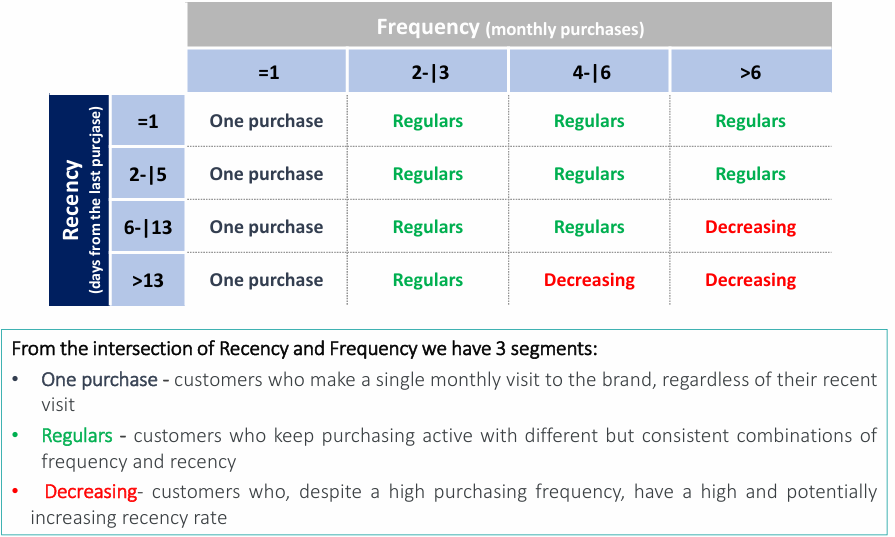 Frequency (monthly purchases)
=1 2-|3 4-|6 >6
Recency
(days from the last purcjase)
=1 One purchase Regulars Regulars Regulars
2-|5 One purchase Regulars Regulars Regulars
6-|13 One purchase Regulars Regulars Decreasing
>13 One purchase Regulars Decreasing Decreasing
From the intersection of Recency and Frequency we have 3 segments:
• One purchase - customers who make a single monthly visit to the brand, regardless of their recent
visit
• Regulars - customers who keep purchasing active with different but consistent combinations of
frequency and recency
• Decreasing- customers who, despite a high purchasing frequency, have a high and potentially
increasing recency rate